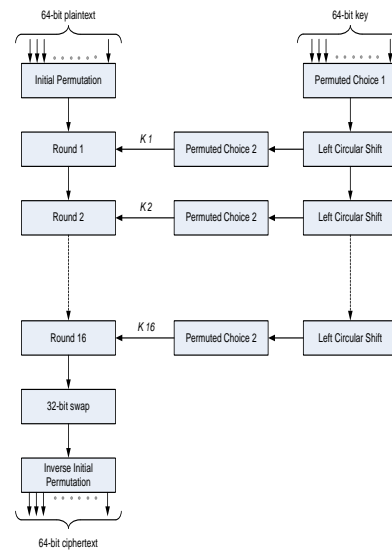 64-bit plaintext
64-bit key
Initial Permutation
Permuted Choice 1
Round 1
K 1
Permuted Choice 2
Left Circular Shift
Round 2
K 2
Permuted Choice 2
Left Circular Shift
Round 16
K 16
Permuted Choice 2
Left Circular Shift
32-bit swap
Inverse Initial
Permutation
64-bit ciphertext